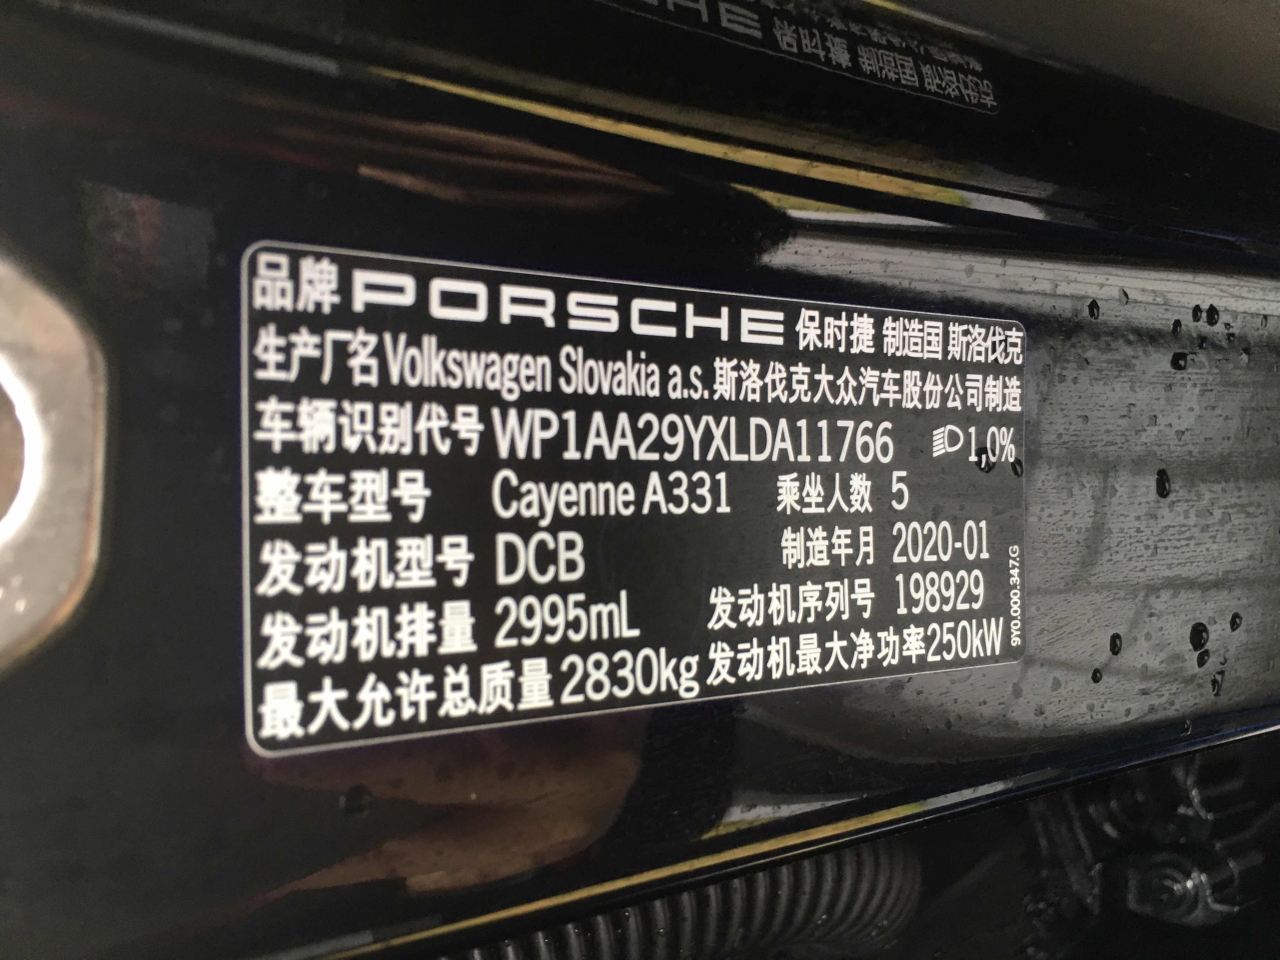 品牌 PORSCHE 保时捷 制造国 斯洛伐克
生产厂名 Volkswagen Slovakia a.s. 斯洛伐克大众汽车股份公司制造
车辆识别代号 WP1AA29YXLDA11766 1,0%
整车型号 Cayenne A331 乘坐人数 5
发动机型号 DCB 制造年月 2020-01
发动机排量 2995mL 发动机序列号 198929
最大允许总质量 2830kg 发动机最大净功率 250kW
9Y0.000.347.G